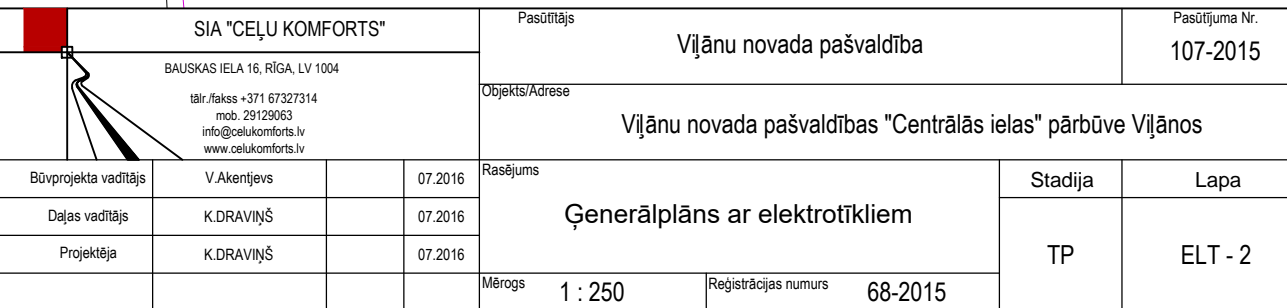 SIA "CEĻU KOMFORTS"
BAUSKAS IELA 16, RĪGA, LV 1004
tālr./fakss +371 67327314
mob. 29129063
info@celukomforts.lv
www.celukomforts.lv
Pasūtītājs
Viļānu novada pašvaldība
Pasūtījuma Nr.
107-2015
Objekts/Adrese
Viļānu novada pašvaldības "Centrālās ielas" pārbūve Viļānos
Būvprojekta vadītājs V.Akentjevs 07.2016
Daļas vadītājs K.DRAVIŅŠ 07.2016
Projektēja K.DRAVIŅŠ 07.2016
Rasējums
Ģenerālplāns ar elektrotīkliem
Stadija Lapa
TP ELT - 2
Mērogs 1 : 250 Reģistrācijas numurs 68-2015